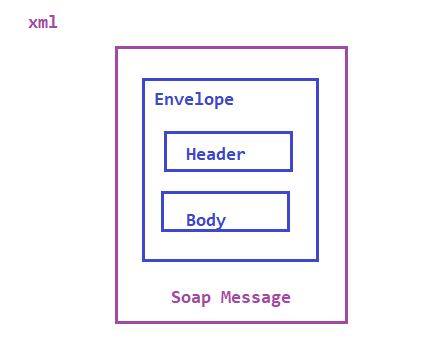 xml
Envelope
Header
Body
Soap Message